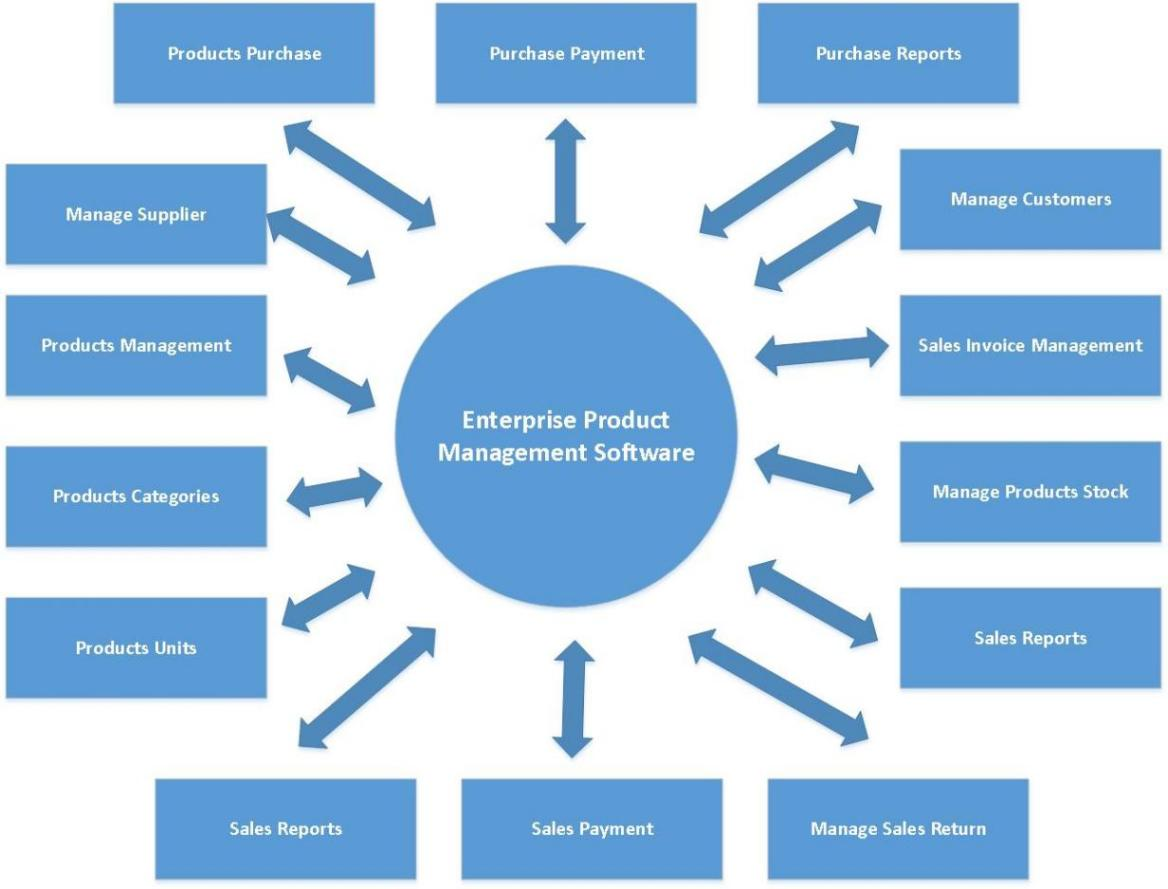 Products Purchase
Purchase Payment
Purchase Reports
Manage Supplier
Manage Customers
Products Management
Sales Invoice Management
Enterprise Product
Management Software
Products Categories
Manage Products Stock
Products Units
Sales Reports
Sales Reports
Sales Payment
Manage Sales Return